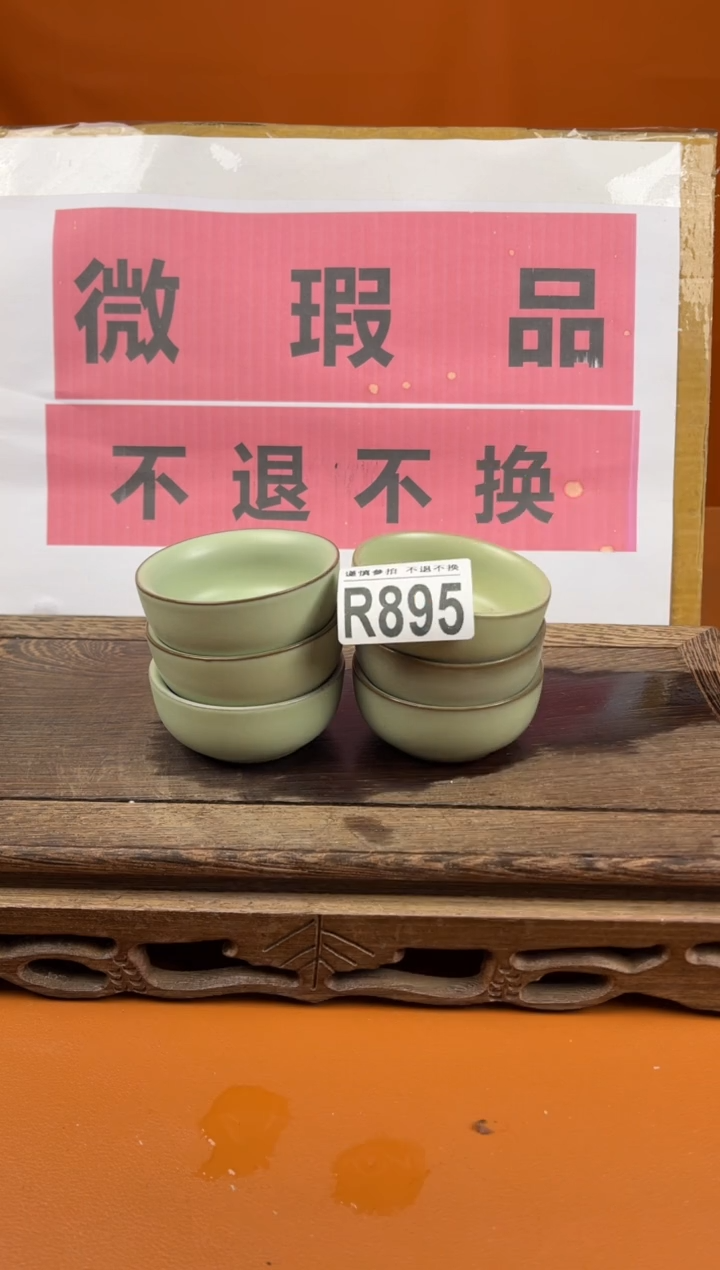 微 瑕 品
不 退 不 换
谨慎参拍 不退不换
R895